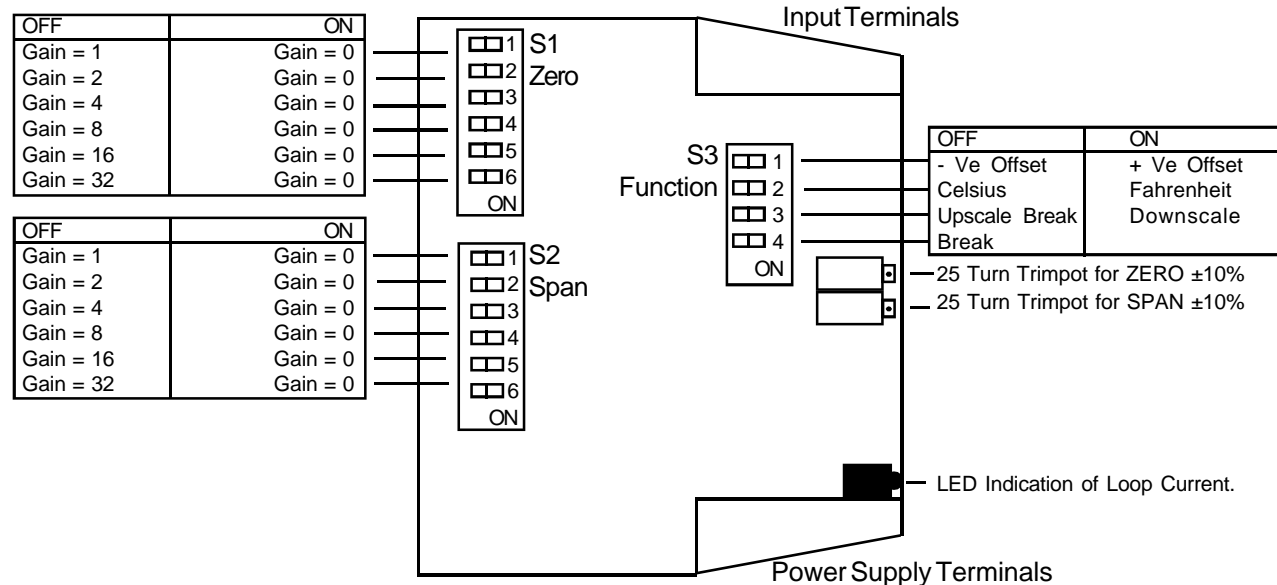 Input Terminals
OFF ON
Gain = 1 Gain = 0
Gain = 2 Gain = 0
Gain = 4 Gain = 0
Gain = 8 Gain = 0
Gain = 16 Gain = 0
Gain = 32 Gain = 0
1 S1
2 Zero
3
4
5
6
ON
OFF ON
Gain = 1 Gain = 0
Gain = 2 Gain = 0
Gain = 4 Gain = 0
Gain = 8 Gain = 0
Gain = 16 Gain = 0
Gain = 32 Gain = 0
1 S2
2 Span
3
4
5
6
ON
S3 1
Function 2
3
4
ON
OFF ON
- Ve Offset + Ve Offset
Celsius Fahrenheit
Upscale Break Downscale
Break
25 Turn Trimpot for ZERO ±10%
25 Turn Trimpot for SPAN ±10%
LED Indication of Loop Current.
Power Supply Terminals